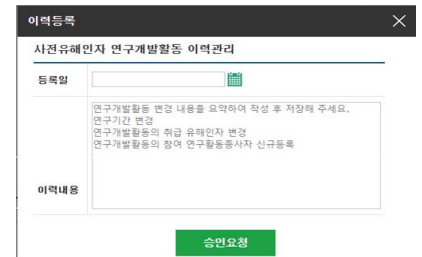 이력등록
사전유해인자 연구개발활동 이력관리
등록일
연구개발활동 변경 내용을 요약하여 작성 후 저장해 주세요.
연구기간 변경
연구개발활동의 취급 유해인자 변경
연구개발활동의 참여 연구활동종사자 신규등록
이력내용
승인요청